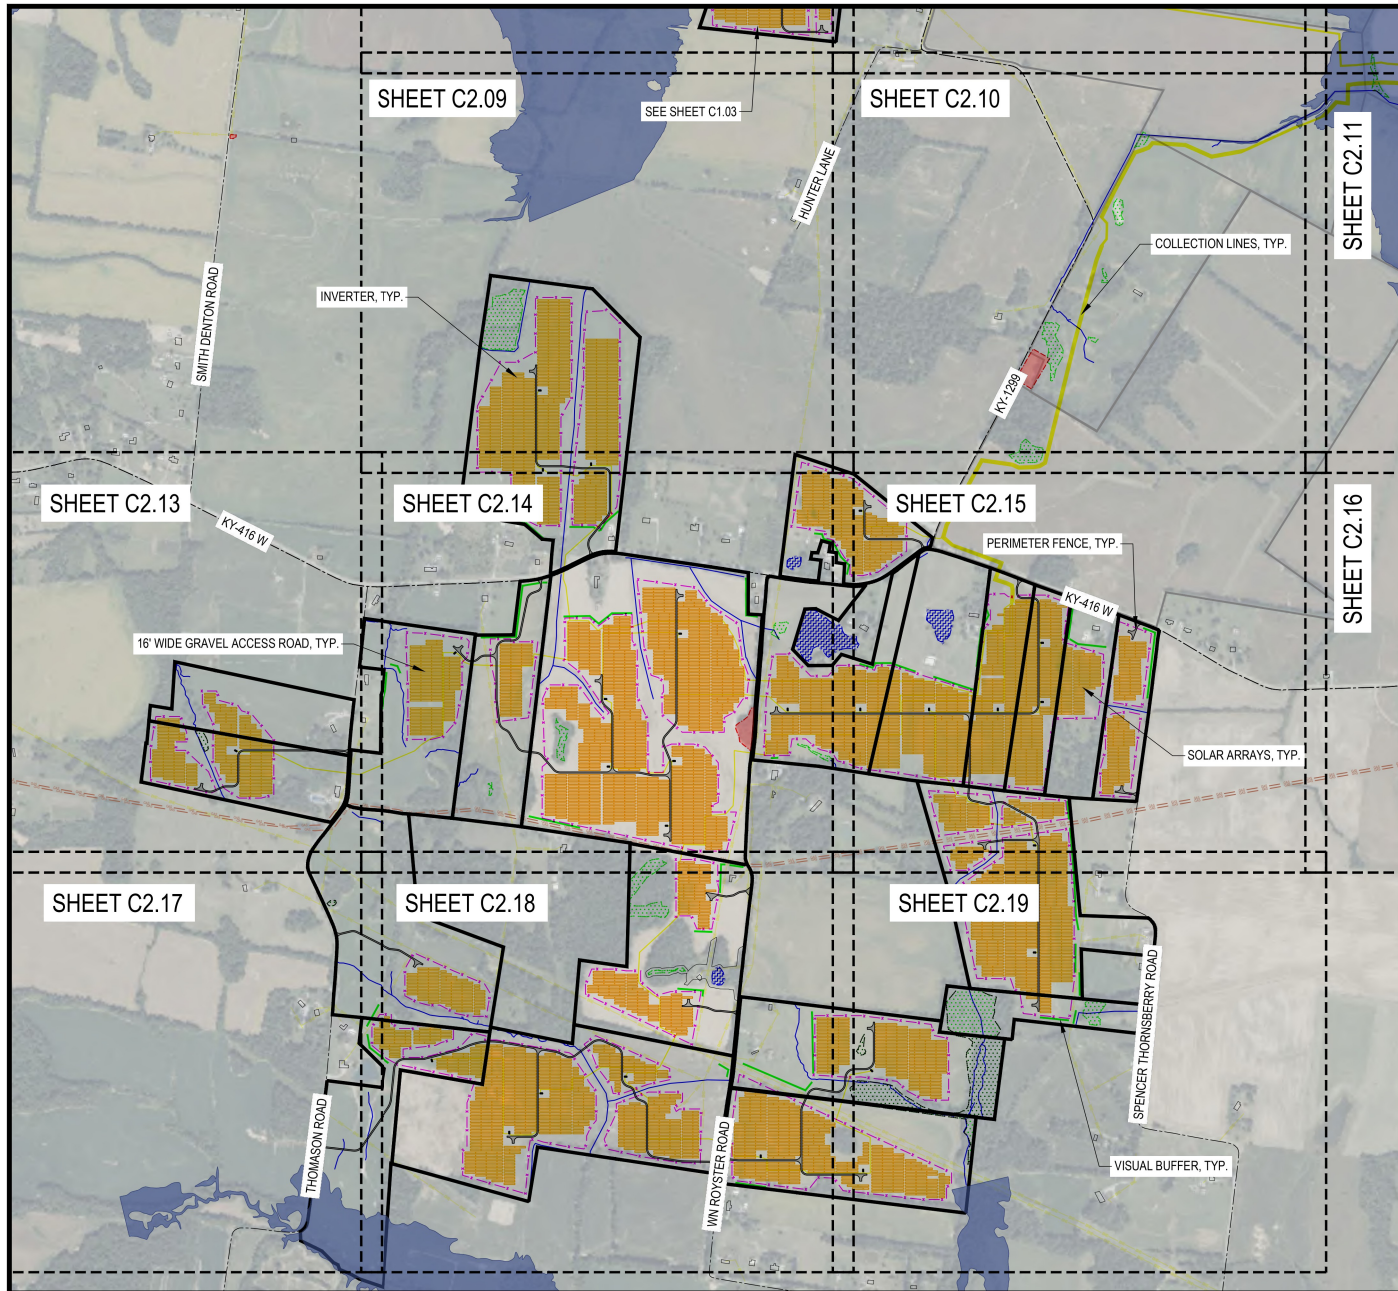 SHEET C2.09
SEE SHEET C1.03
SHEET C2.10
SHEET C2.11
HUNTER LANE
COLLECTION LINES, TYP.
SMITH DENTON ROAD
INVERTER, TYP.
KY-1299
SHEET C2.13
SHEET C2.14
SHEET C2.15
SHEET C2.16
KY-416 W
PERIMETER FENCE, TYP.
KY-416 W
16' WIDE GRAVEL ACCESS ROAD, TYP.
SOLAR ARRAYS, TYP.
SHEET C2.17
SHEET C2.18
SHEET C2.19
SPENCER THORNSBERRY ROAD
THOMASON ROAD
WN ROYSTER ROAD
VISUAL BUFFER, TYP.